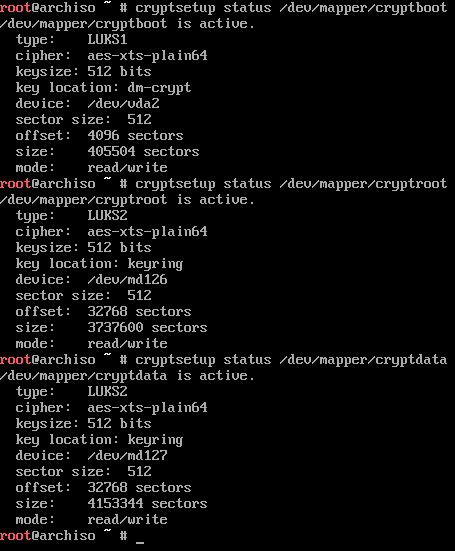 root@archiso ~ # cryptsetup status /dev/mapper/cryptboot
/dev/mapper/cryptboot is active.
  type:    LUKS1
  cipher:  aes-xts-plain64
  keysize: 512 bits
  key location: dm-crypt
  device:  /dev/vda2
  sector size:  512
  offset:  4096 sectors
  size:    405504 sectors
  mode:    read/write
root@archiso ~ # cryptsetup status /dev/mapper/cryptroot
/dev/mapper/cryptroot is active.
  type:    LUKS2
  cipher:  aes-xts-plain64
  keysize: 512 bits
  key location: keyring
  device:  /dev/md126
  sector size:  512
  offset:  32768 sectors
  size:    3737600 sectors
  mode:    read/write
root@archiso ~ # cryptsetup status /dev/mapper/cryptdata
/dev/mapper/cryptdata is active.
  type:    LUKS2
  cipher:  aes-xts-plain64
  keysize: 512 bits
  key location: keyring
  device:  /dev/md127
  sector size:  512
  offset:  32768 sectors
  size:    4153344 sectors
  mode:    read/write
root@archiso ~ # _